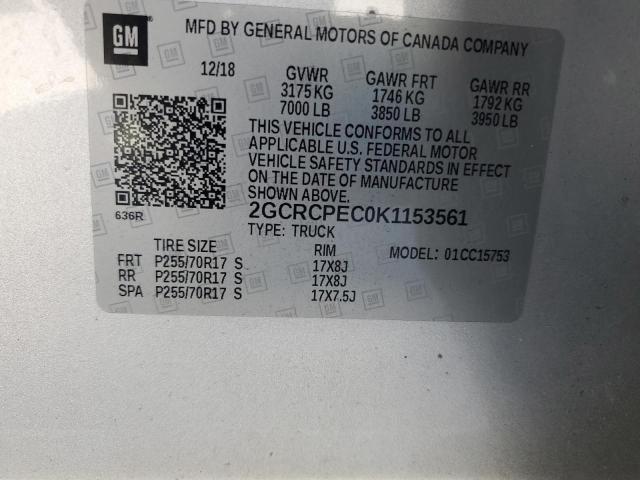 GM
MFD BY GENERAL MOTORS OF CANADA COMPANY
12/18 GVWR GAWR FRT GAWR RR
3175 KG 1746 KG 1792 KG
7000 LB 3850 LB 3950 LB
THIS VEHICLE CONFORMS TO ALL
APPLICABLE U.S. FEDERAL MOTOR
VEHICLE SAFETY STANDARDS IN EFFECT
ON THE DATE OF MANUFACTURE
SHOWN ABOVE.
636R 2GCRCPEC0K1153561
TYPE: TRUCK
TIRE SIZE RIM MODEL: 01CC15753
FRT P255/70R17 S 17X8J
RR P255/70R17 S 17X8J
SPA P255/70R17 S 17X7.5J